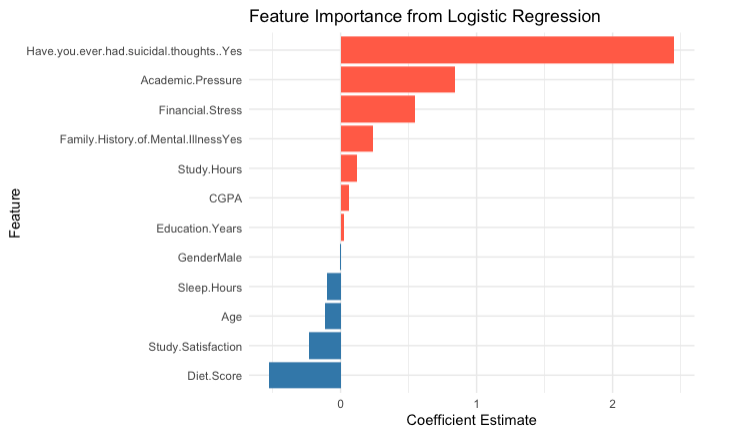 Feature Importance from Logistic Regression
Feature
Have.you.ever.had.suicidal.thoughts..Yes
Academic.Pressure
Financial.Stress
Family.History.of.Mental.IllnessYes
Study.Hours
CGPA
Education.Years
GenderMale
Sleep.Hours
Age
Study.Satisfaction
Diet.Score
0 1 2
Coefficient Estimate